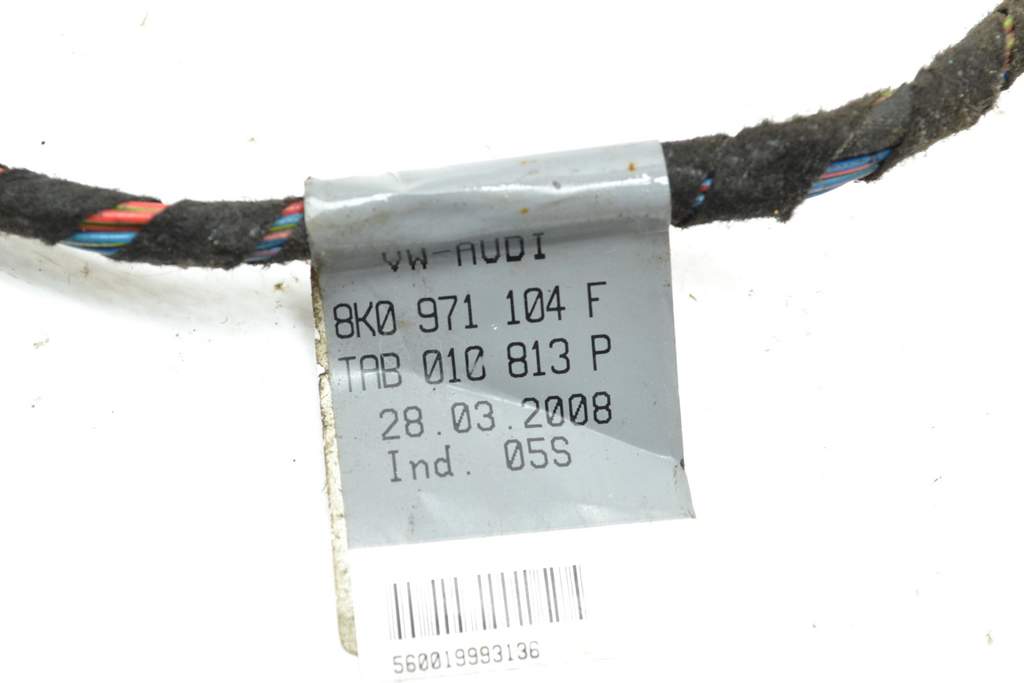 VW-AUDI
8K0 971 104 F
TAB 010 813 P
28.03.2008
Ind. 05S
560019993136